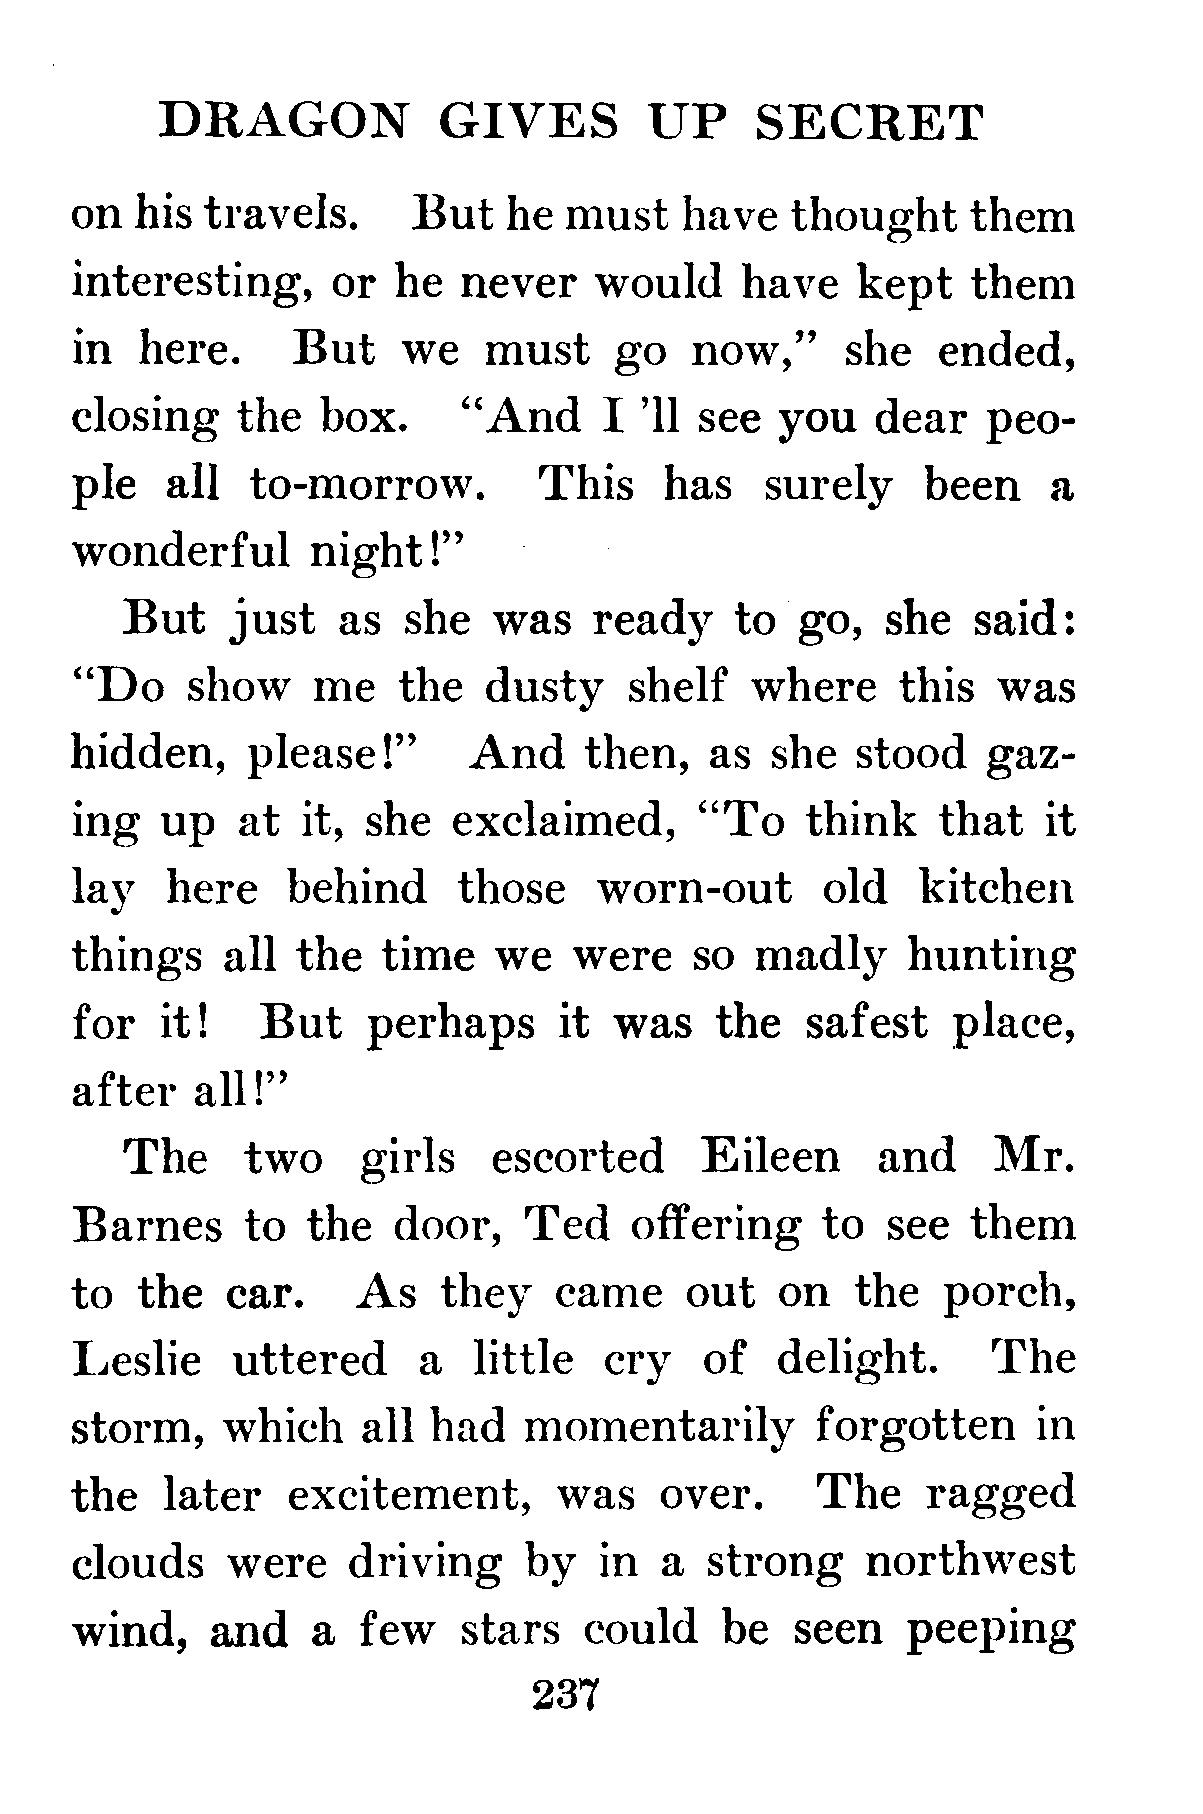 DRAGON GIVES UP SECRET
on his travels. But he must have thought them
interesting, or he never would have kept them
in here. But we must go now,” she ended,
closing the box. “And I ’ll see you dear peo-
ple all to-morrow. This has surely been a
wonderful night!”
But just as she was ready to go, she said:
“Do show me the dusty shelf where this was
hidden, please!” And then, as she stood gaz-
ing up at it, she exclaimed, “To think that it
lay here behind those worn-out old kitchen
things all the time we were so madly hunting
for it! But perhaps it was the safest place,
after all!”
The two girls escorted Eileen and Mr.
Barnes to the door, Ted offering to see them
to the car. As they came out on the porch,
Leslie uttered a little cry of delight. The
storm, which all had momentarily forgotten in
the later excitement, was over. The ragged
clouds were driving by in a strong northwest
wind, and a few stars could be seen peeping
237